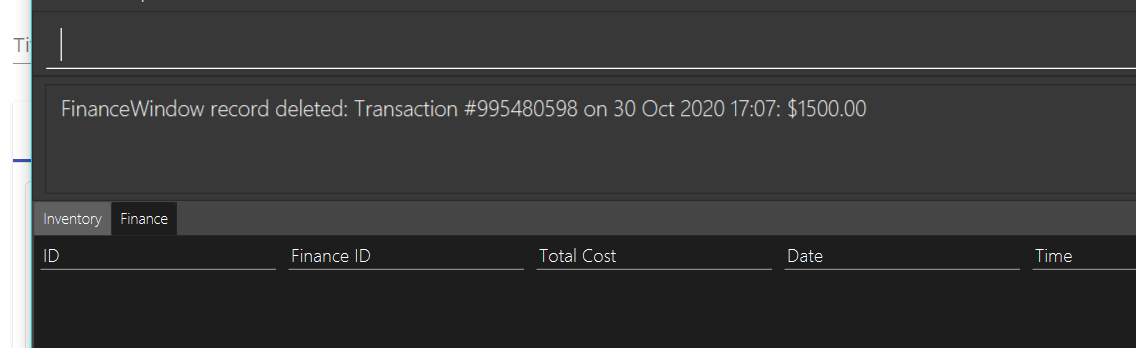 Ti
FinanceWindow record deleted: Transaction #995480598 on 30 Oct 2020 17:07: $1500.00
Inventory Finance
ID Finance ID Total Cost Date Time